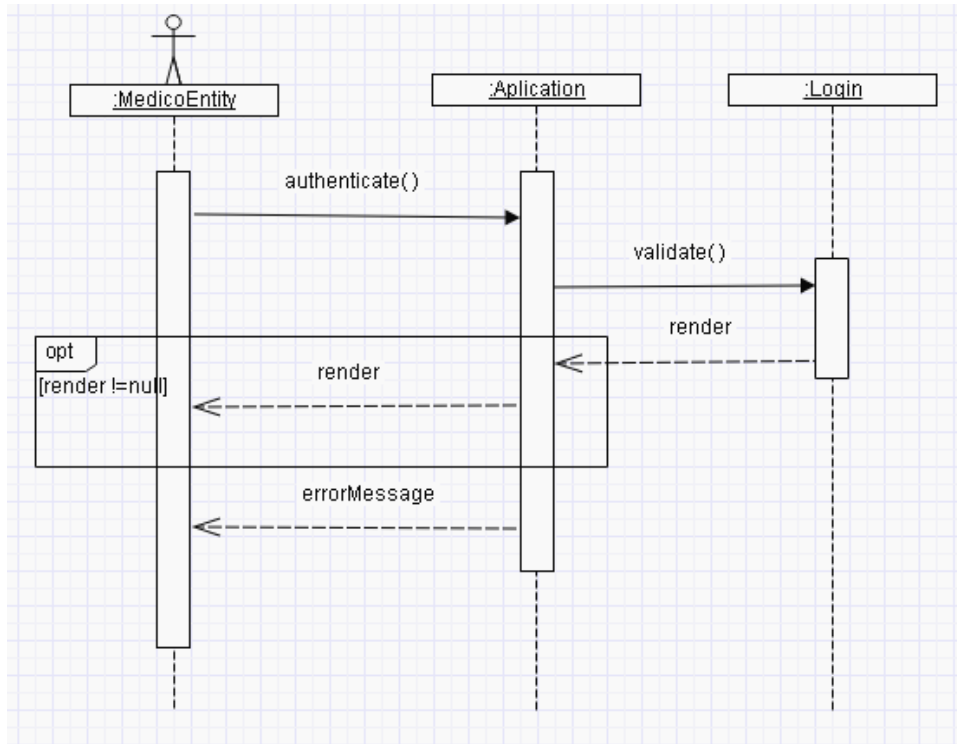 :MedicoEntity
:Aplication
:Login
authenticate()
validate()
render
opt
[render !=null]
render
errorMessage